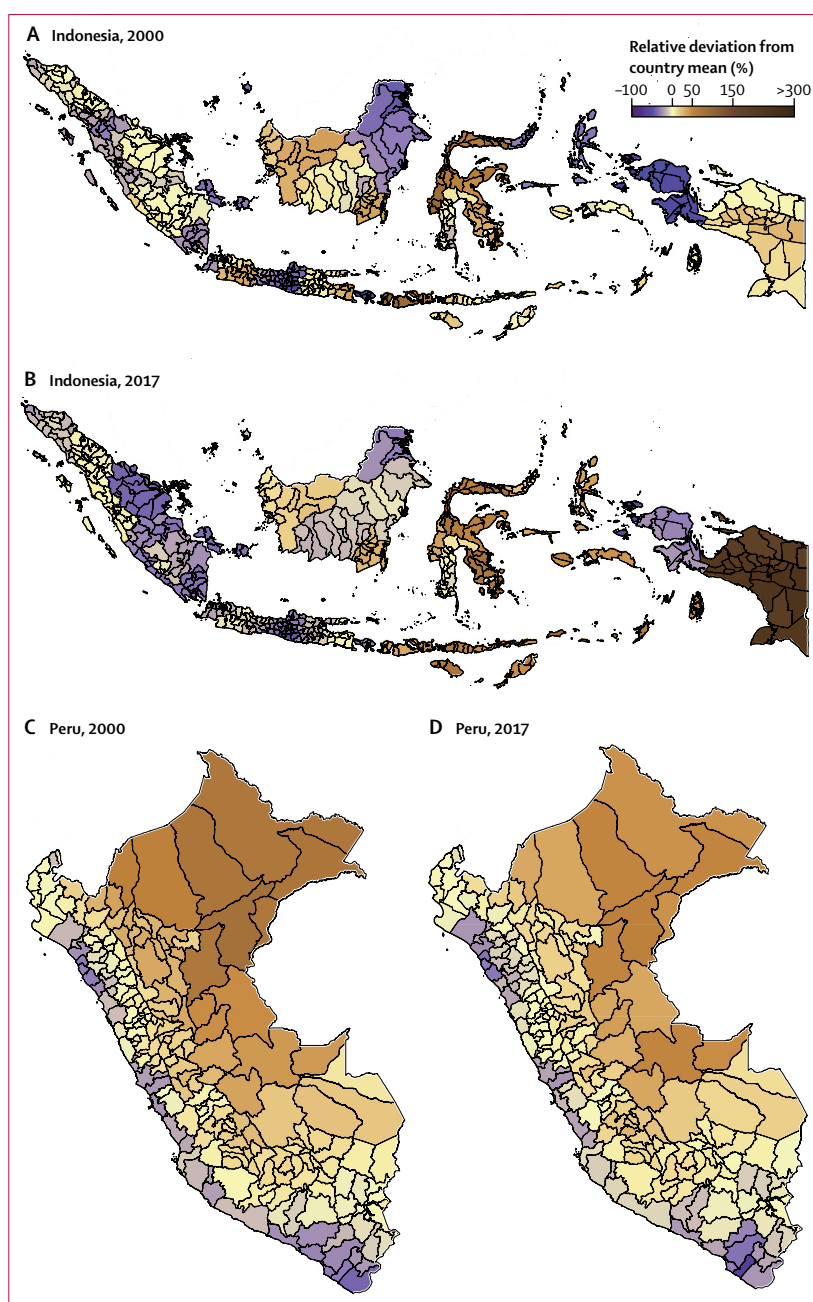 A Indonesia, 2000
Relative deviation from
country mean (%)
–100 0 50 150 >300
B Indonesia, 2017
C Peru, 2000
D Peru, 2017